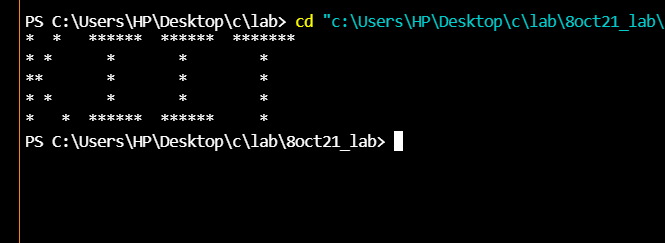 PS C:\Users\HP\Desktop\c\lab> cd "c:\Users\HP\Desktop\c\lab\8oct21_lab\
*  *   ******  ******  *******
* *      *       *        *
**       *       *        *
* *      *       *        *
*   *  ******  ******     *
PS C:\Users\HP\Desktop\c\lab\8oct21_lab>